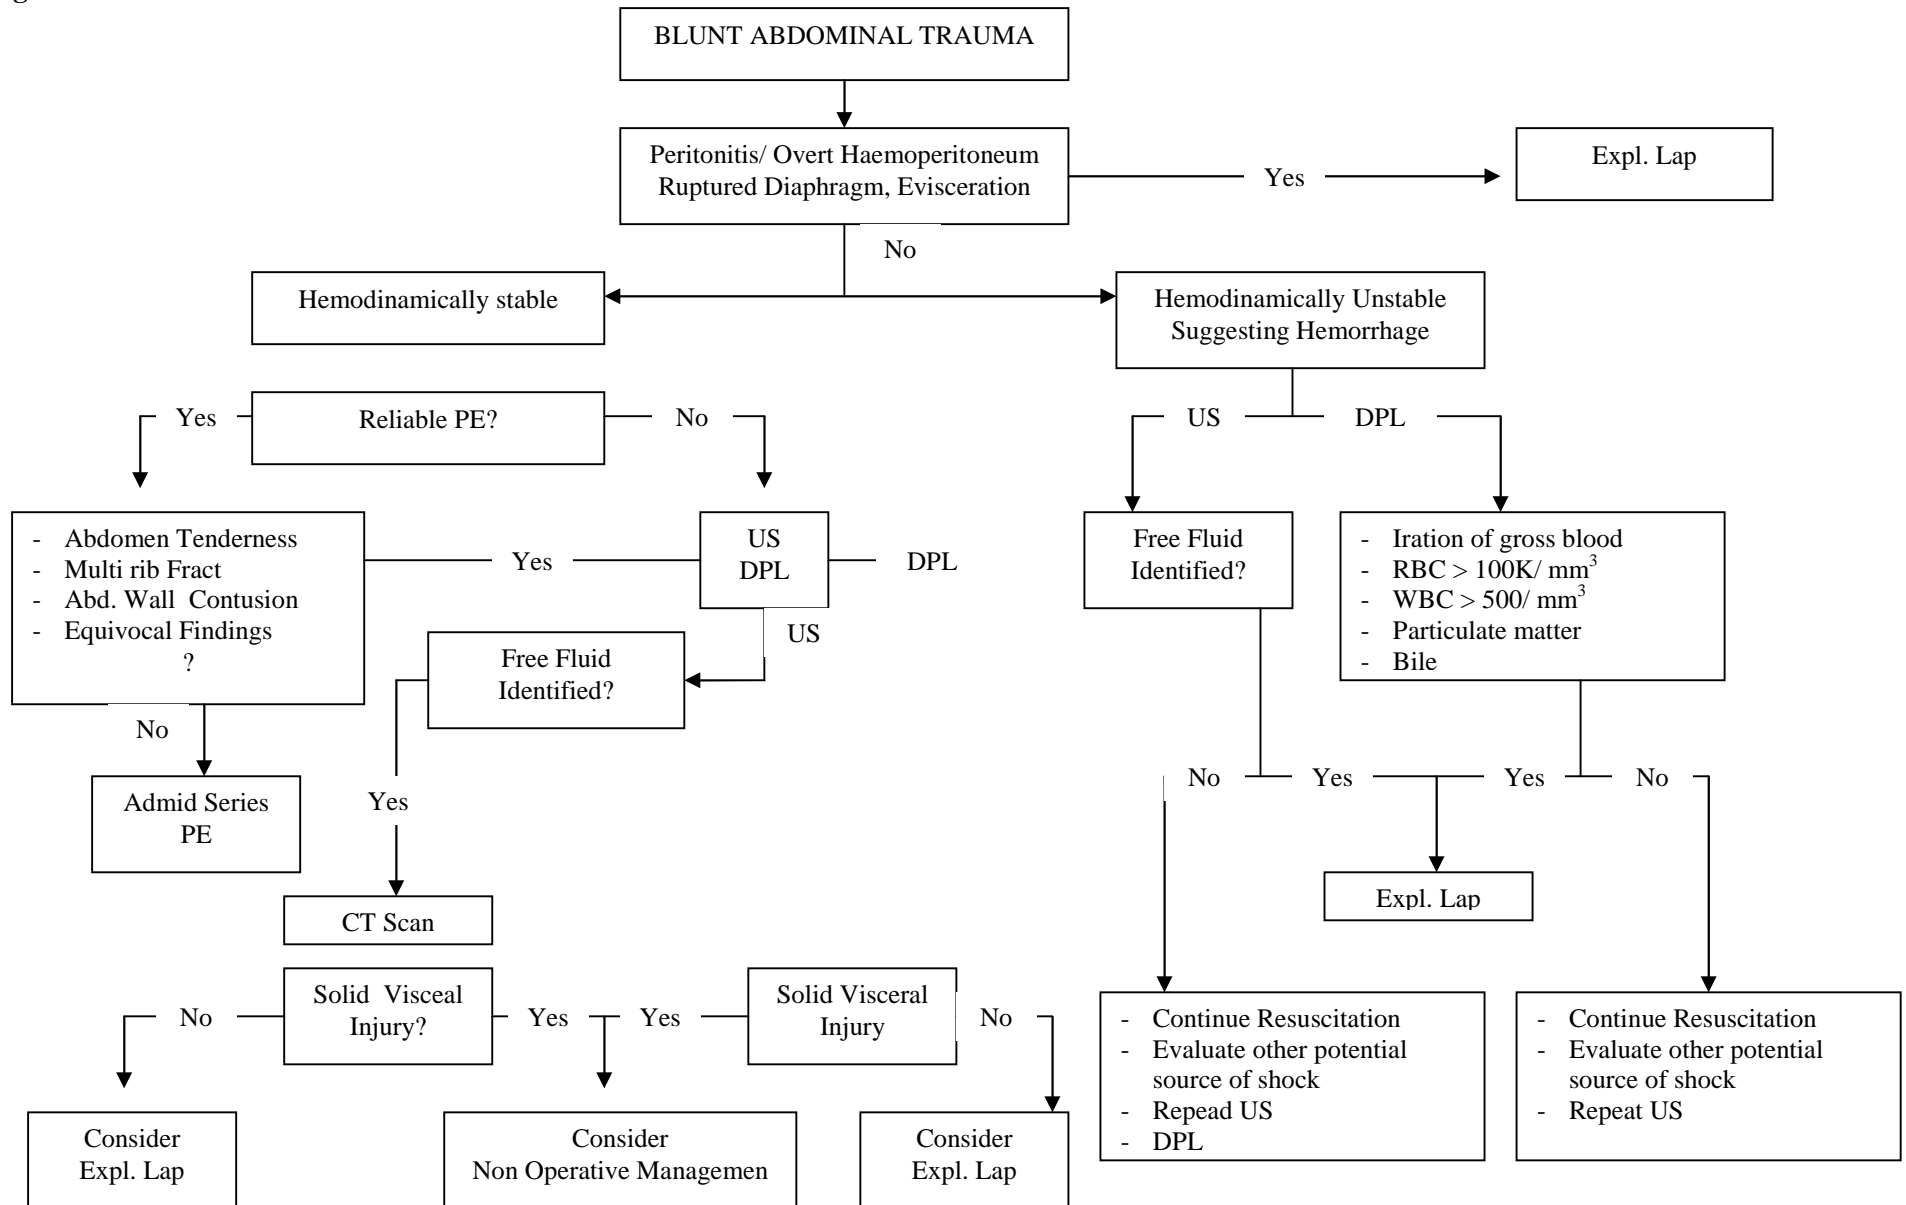 BLUNT ABDOMINAL TRAUMA
Peritonitis/ Overt Haemoperitoneum
Ruptured Diaphragm, Evisceration
Yes
Expl. Lap
No
Hemodinamically stable
Hemodinamically Unstable
Suggesting Hemorrhage
Yes
Reliable PE?
No
US
DPL
- Abdomen Tenderness
- Multi rib Fract
- Abd. Wall Contusion
- Equivocal Findings
?
Yes
US
DPL
DPL
US
Free Fluid
Identified?
Free Fluid
Identified?
- Iration of gross blood
- RBC > 100K/ mm³
- WBC > 500/ mm³
- Particulate matter
- Bile
No
Admid Series
PE
Yes
No
Yes
Yes
No
Expl. Lap
CT Scan
Solid Visceal
Injury?
No
Yes
Yes
Solid Visceral
Injury
No
Consider
Expl. Lap
Consider
Non Operative Managemen
Consider
Expl. Lap
- Continue Resuscitation
- Evaluate other potential
source of shock
- Repead US
- DPL
- Continue Resuscitation
- Evaluate other potential
source of shock
- Repeat US